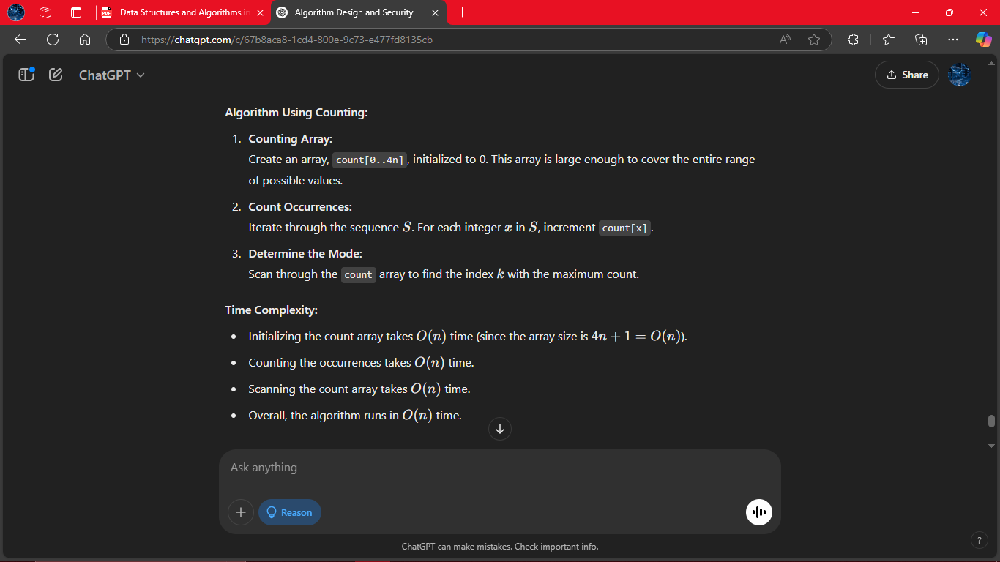 Data Structures and Algorithms in
Algorithm Design and Security
https://chatgpt.com/c/67b8aca8-1cd4-800e-9c73-e477fd8135cb
ChatGPT
Share
Algorithm Using Counting:
1. Counting Array:
Create an array, count[0..4n], initialized to 0. This array is large enough to cover the entire range
of possible values.
2. Count Occurrences:
Iterate through the sequence S. For each integer x in S, increment count[x].
3. Determine the Mode:
Scan through the count array to find the index k with the maximum count.
Time Complexity:
• Initializing the count array takes O(n) time (since the array size is 4n + 1 = O(n)).
• Counting the occurrences takes O(n) time.
• Scanning the count array takes O(n) time.
• Overall, the algorithm runs in O(n) time.
Ask anything
Reason
ChatGPT can make mistakes. Check important info.
?